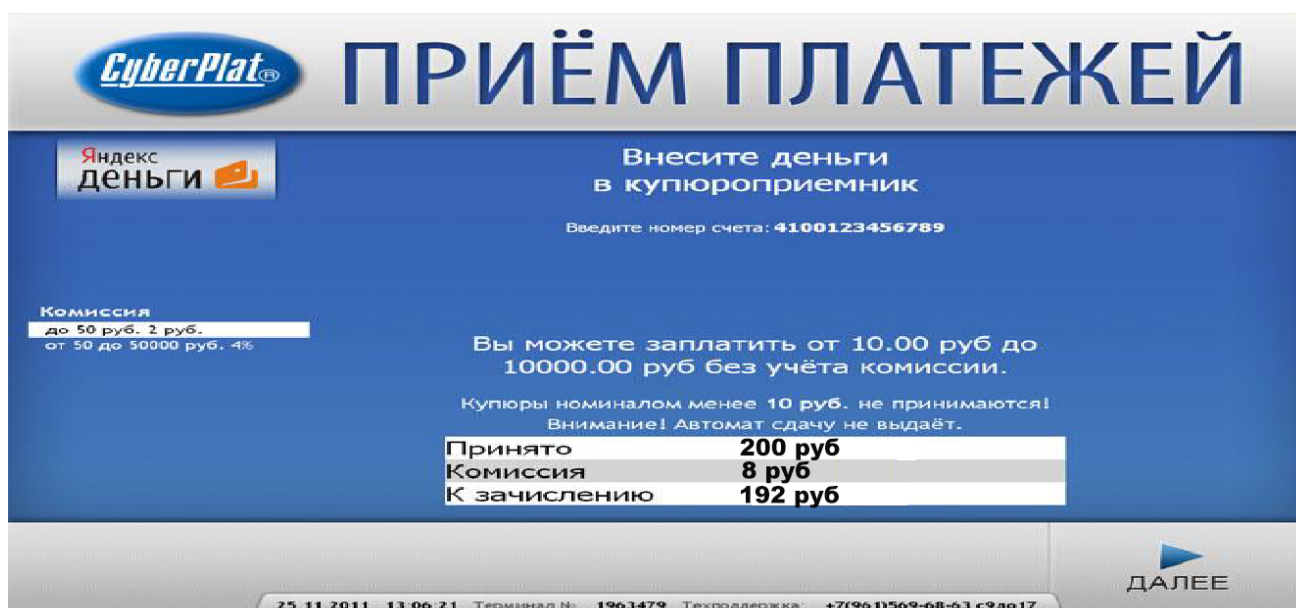 CyberPlat®
ПРИЁМ ПЛАТЕЖЕЙ
Яндекс
деньги
Внесите деньги
в купюроприемник
Введите номер счета: 4100123456789
Комиссия
до 50 руб. 2 руб.
от 50 до 50000 руб. 4%
Вы можете заплатить от 10.00 руб до
10000.00 руб без учёта комиссии.
Купюры номиналом менее 10 руб. не принимаются!
Внимание! Автомат сдачу не выдаёт.
Принято 200 руб
Комиссия 8 руб
К зачислению 192 руб
ДАЛЕЕ
25.11.2011 13:06:21 Терминал №: 1963479 Техподдержка: +7(961)569-68-63 с9до17